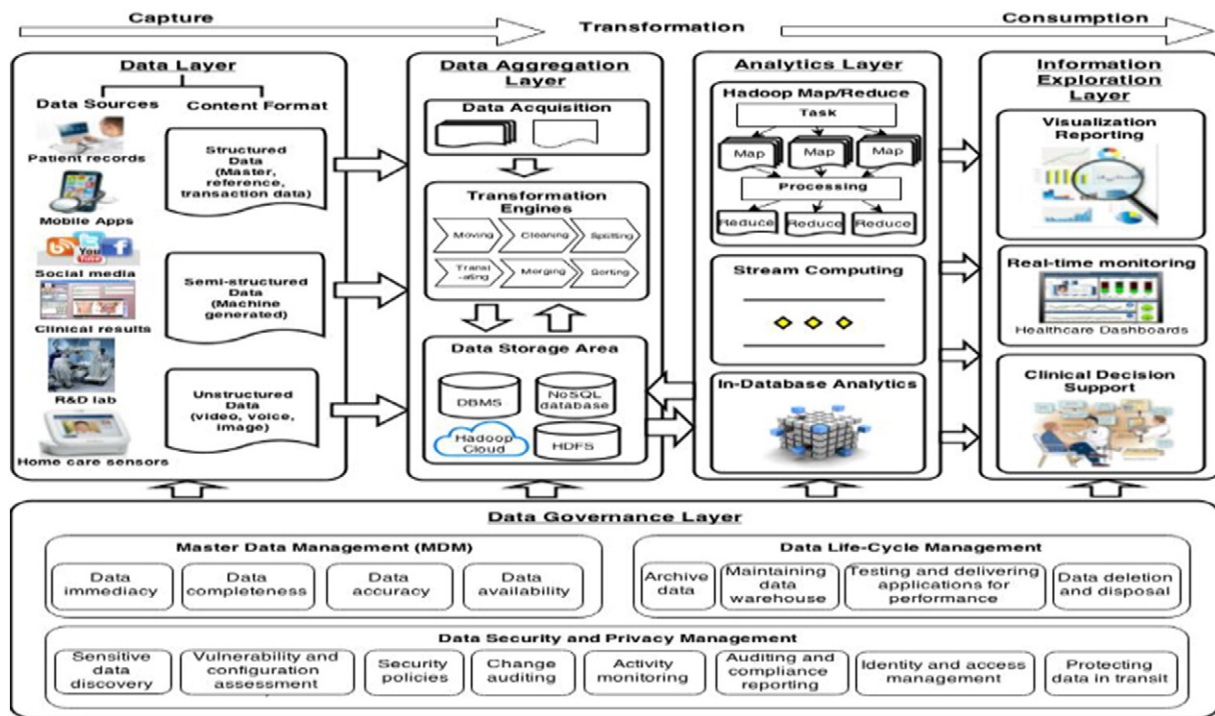 Capture
Transformation
Consumption
Data Layer
Data Sources
Content Format
Patient records
Mobile Apps
You
Tube
Social media
Clinical results
R&D lab
Home care sensors
Structured
Data
(Master,
reference,
transaction data)
Semi-structured
Data
(Machine
generated)
Unstructured
Data
(video, voice,
image)
Data Aggregation
Layer
Data Acquisition
Transformation
Engines
Moving
Cleaning
Splitting
Transl
-ating
Merging
Sorting
Data Storage Area
DBMS
NoSQL
database
Hadoop
Cloud
HDFS
Analytics Layer
Hadoop Map/Reduce
Task
Map
Map
Map
Processing
Reduce
Reduce
Reduce
Stream Computing
In-Database Analytics
Information
Exploration
Layer
Visualization
Reporting
Real-time monitoring
Healthcare Dashboards
Clinical Decision
Support
Data Governance Layer
Master Data Management (MDM)
Data
immediacy
Data
completeness
Data
accuracy
Data
availability
Data Life-Cycle Management
Archive
data
Maintaining
data
warehouse
Testing and delivering
applications for
performance
Data deletion
and disposal
Data Security and Privacy Management
Sensitive
data
discovery
Vulnerability and
configuration
assessment
Security
policies
Change
auditing
Activity
monitoring
Auditing and
compliance
reporting
Identity and access
management
Protecting
data in transit